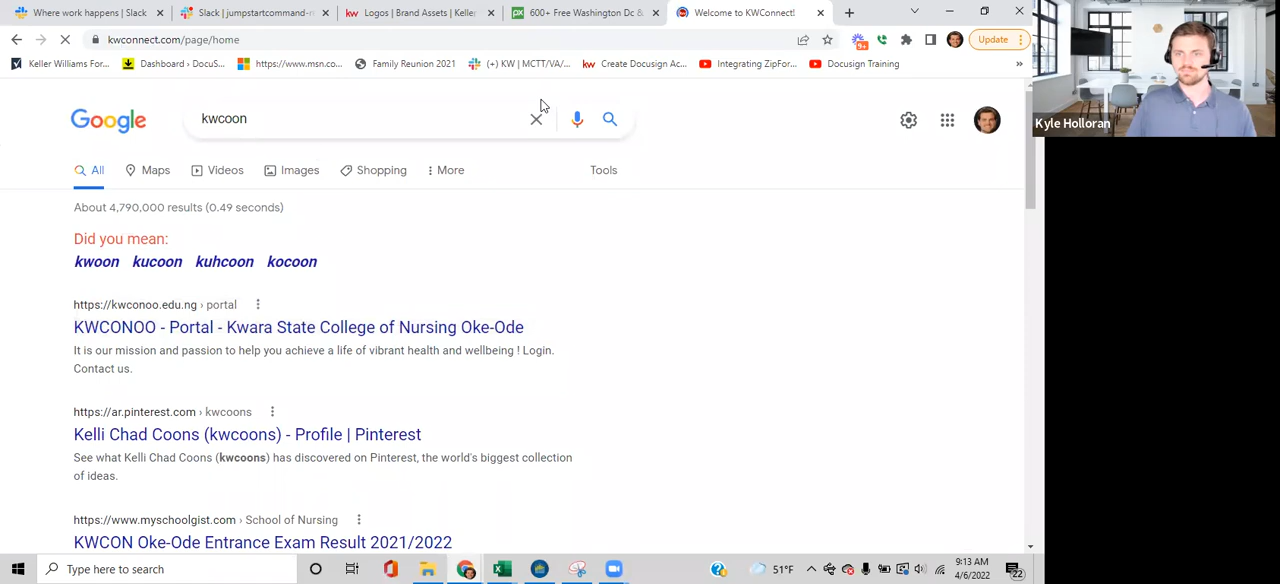 Where work happens | Slack
Slack | jumpstartcommand-r
Logos | Brand Assets | Keller
600+ Free Washington Dc &
Welcome to KWConnect!
kwconnect.com/page/home
9+
Update
Keller Williams For...
Dashboard › DocuS...
https://www.msn.co...
Family Reunion 2021
(+) KW | MCTT/VA/...
Create Docusign Ac...
Integrating ZipFor...
Docusign Training
»
Google
kwcoon
Kyle Holloran
All
Maps
Videos
Images
Shopping
More
Tools
About 4,790,000 results (0.49 seconds)
Did you mean:
kwoon kucoon kuhcoon kocoon
https://kwconoo.edu.ng › portal
KWCONOO - Portal - Kwara State College of Nursing Oke-Ode
It is our mission and passion to help you achieve a life of vibrant health and wellbeing ! Login.
Contact us.
https://ar.pinterest.com › kwcoons
Kelli Chad Coons (kwcoons) - Profile | Pinterest
See what Kelli Chad Coons (kwcoons) has discovered on Pinterest, the world's biggest collection
of ideas.
https://www.myschoolgist.com › School of Nursing
KWCON Oke-Ode Entrance Exam Result 2021/2022
Type here to search
51°F
9:13 AM
4/6/2022
22